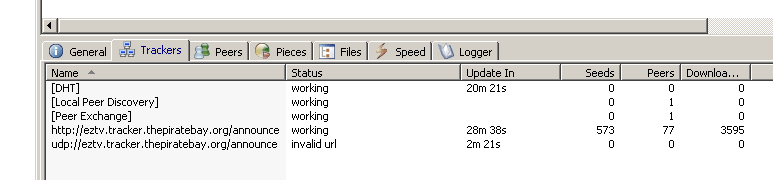 General Trackers Peers Pieces Files Speed Logger
Name Status Update In Seeds Peers Downloa...
[DHT] working 20m 21s 0 0 0
[Local Peer Discovery] working 0 1 0
[Peer Exchange] working 0 1 0
http://eztv.tracker.thepiratebay.org/announce working 28m 38s 573 77 3595
udp://eztv.tracker.thepiratebay.org/announce invalid url 2m 21s 0 0 0